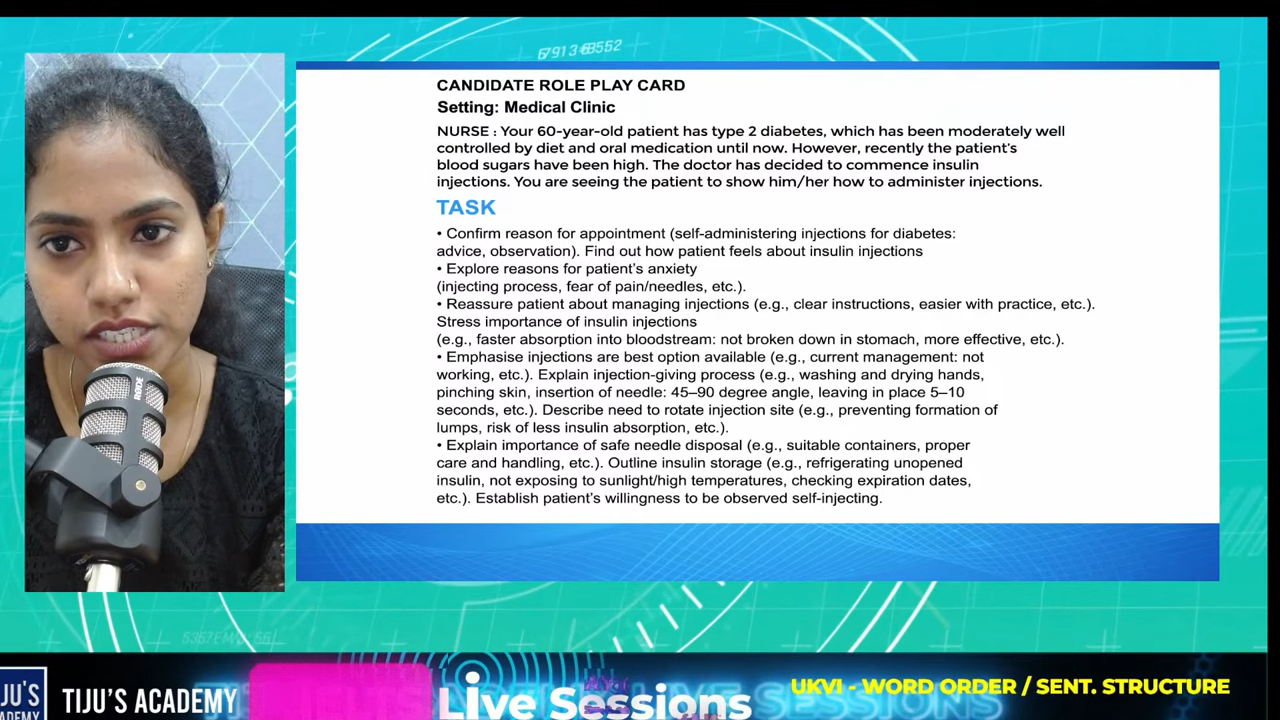 CANDIDATE ROLE PLAY CARD
Setting: Medical Clinic
NURSE : Your 60-year-old patient has type 2 diabetes, which has been moderately well
controlled by diet and oral medication until now. However, recently the patient's
blood sugars have been high. The doctor has decided to commence insulin
injections. You are seeing the patient to show him/her how to administer injections.
TASK
• Confirm reason for appointment (self-administering injections for diabetes:
advice, observation). Find out how patient feels about insulin injections
• Explore reasons for patient's anxiety
(injecting process, fear of pain/needles, etc.).
• Reassure patient about managing injections (e.g., clear instructions, easier with practice, etc.).
Stress importance of insulin injections
(e.g., faster absorption into bloodstream: not broken down in stomach, more effective, etc.).
• Emphasise injections are best option available (e.g., current management: not
working, etc.). Explain injection-giving process (e.g., washing and drying hands,
pinching skin, insertion of needle: 45–90 degree angle, leaving in place 5–10
seconds, etc.). Describe need to rotate injection site (e.g., preventing formation of
lumps, risk of less insulin absorption, etc.).
• Explain importance of safe needle disposal (e.g., suitable containers, proper
care and handling, etc.). Outline insulin storage (e.g., refrigerating unopened
insulin, not exposing to sunlight/high temperatures, checking expiration dates,
etc.). Establish patient's willingness to be observed self-injecting.
RODE
TIJU'S ACADEMY
Live Sessions
UKVI - WORD ORDER / SENT. STRUCTURE